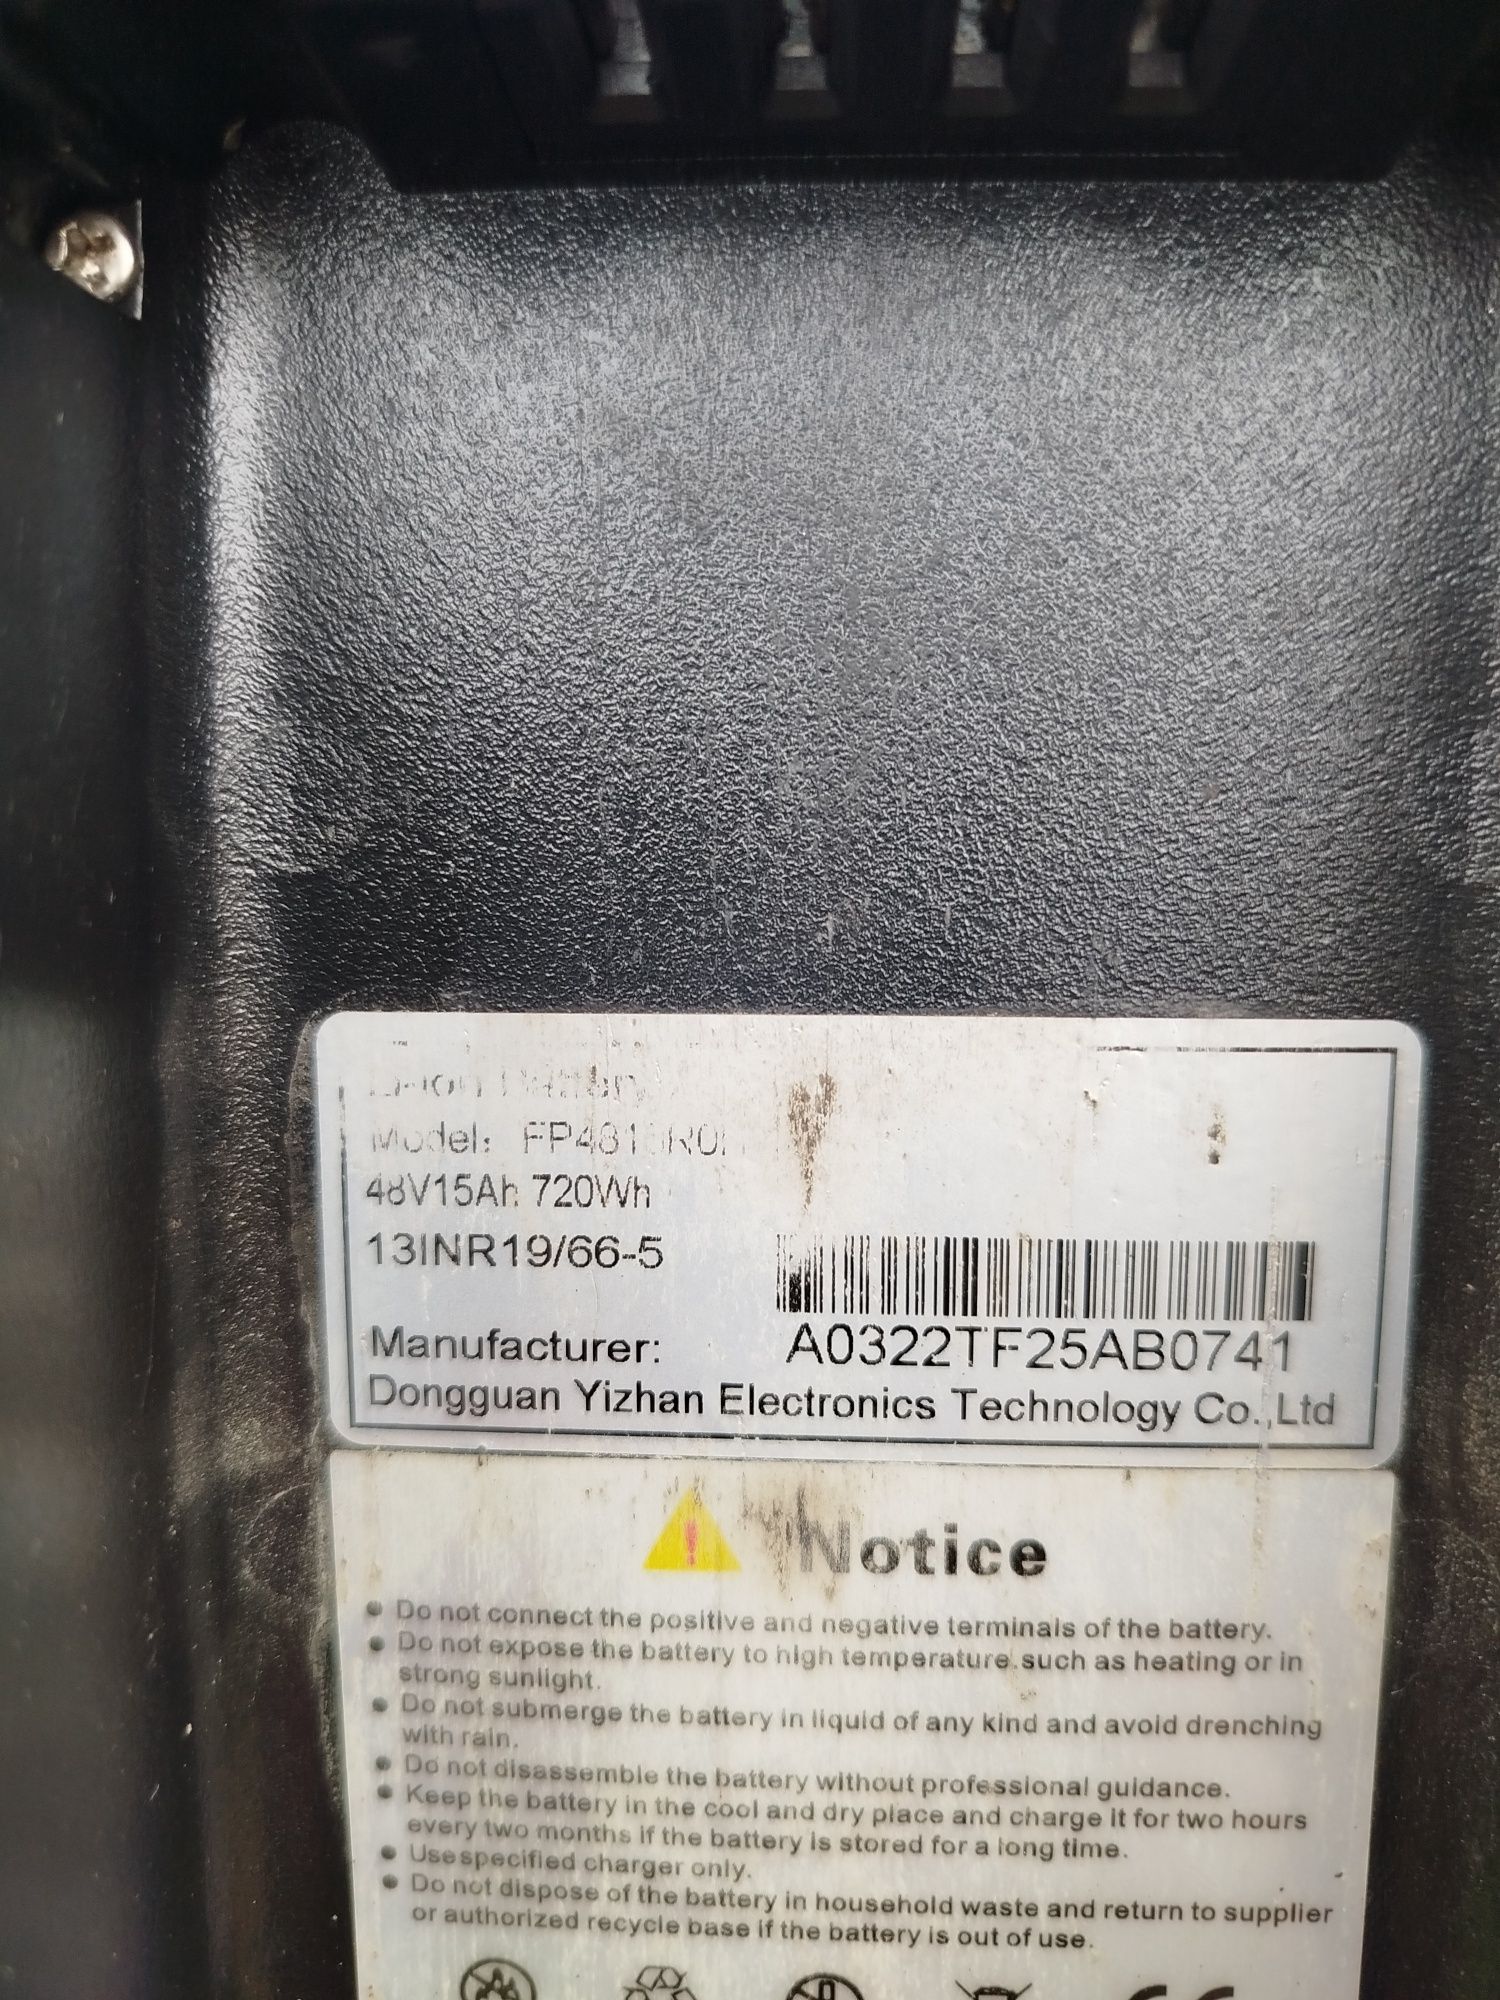 Battery
Model:
48V15Ah 720Wh
13INR19/66-5
A0322TF25AB0741
Manufacturer:
Dongguan Yizhan Electronics Technology Co.,Ltd
Notice
Do not connect the positive and negative terminals of the battery.
Do not expose the battery to high temperature.such as heating or in
strong sunlight.
Do not submerge the battery in liquid of any kind and avoid drenching
with rain.
Do not disassemble the battery without professional guidance.
Keep the battery in the cool and dry place and charge it for two hours
every two months if the battery is stored for a long time.
Use specified charger only.
Do not dispose of the battery in household waste and return to supplier
or authorized recycle base if the battery is out of use.